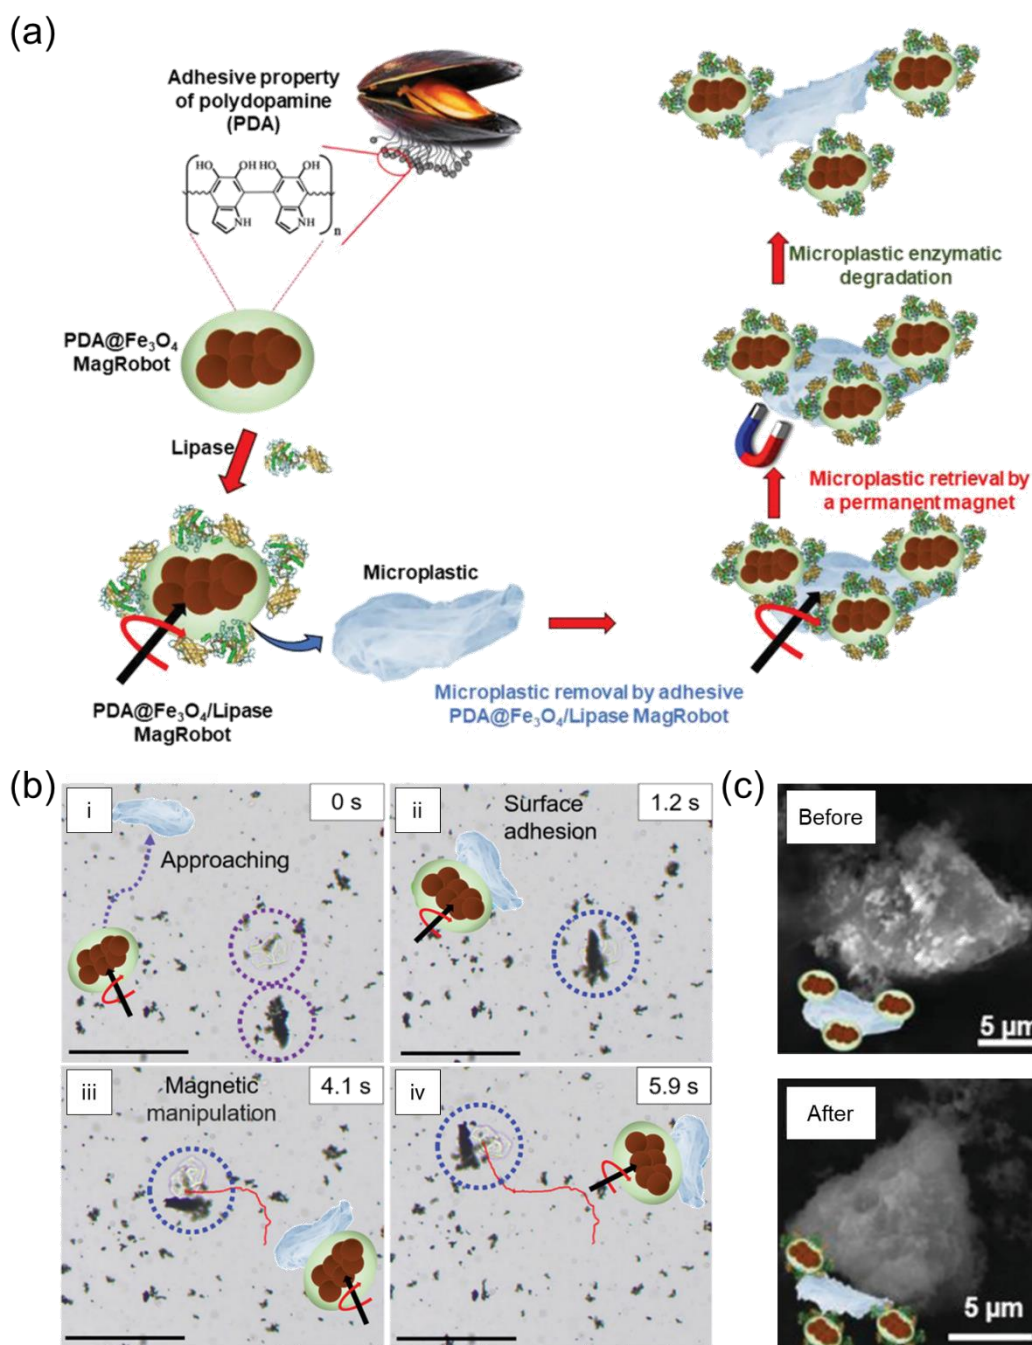 (a)
Adhesive property
of polydopamine
(PDA)
HO OH HO OH
NH NH
n
PDA@Fe₃O₄
MagRobot
Lipase
PDA@Fe₃O₄/Lipase
MagRobot
Microplastic
Microplastic removal by adhesive
PDA@Fe₃O₄/Lipase MagRobot
Microplastic retrieval by
a permanent magnet
Microplastic enzymatic
degradation
(b)
i
0 s
Approaching
ii
1.2 s
Surface
adhesion
iii
4.1 s
Magnetic
manipulation
iv
5.9 s
(c)
Before
5 µm
After
5 µm